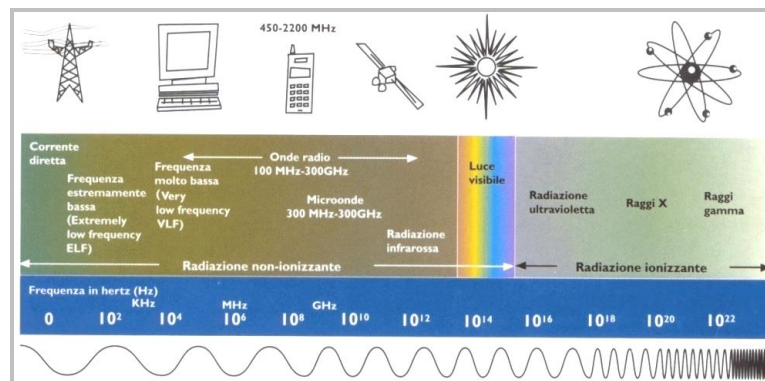 450-2200 MHz
Corrente
diretta
Frequenza
estremamente
bassa
(Extremely
low frequency
ELF)
Frequenza
molto bassa
(Very
low frequency
VLF)
Onde radio
100 MHz-300GHz
Microonde
300 MHz-300GHz
Radiazione
infrarossa
Luce
visibile
Radiazione
ultravioletta
Raggi X
Raggi
gamma
Radiazione non-ionizzante
Radiazione ionizzante
Frequenza in hertz (Hz)
KHz MHz GHz
0 10² 10⁴ 10⁶ 10⁸ 10¹⁰ 10¹² 10¹⁴ 10¹⁶ 10¹⁸ 10²⁰ 10²²